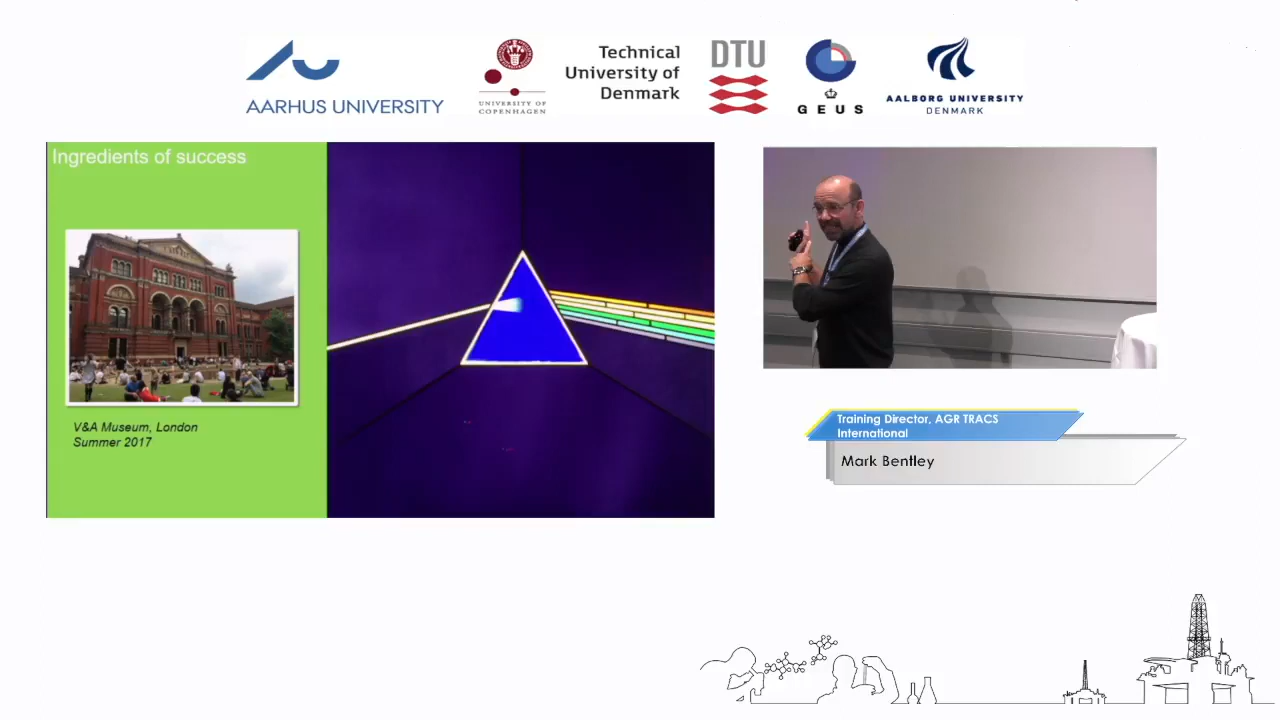 AARHUS UNIVERSITY
UNIVERSITY OF
COPENHAGEN
Technical
University of
Denmark
DTU
GEUS
AALBORG UNIVERSITY
DENMARK
Ingredients of success
V&A Museum, London
Summer 2017
Training Director, AGR TRACS
International
Mark Bentley